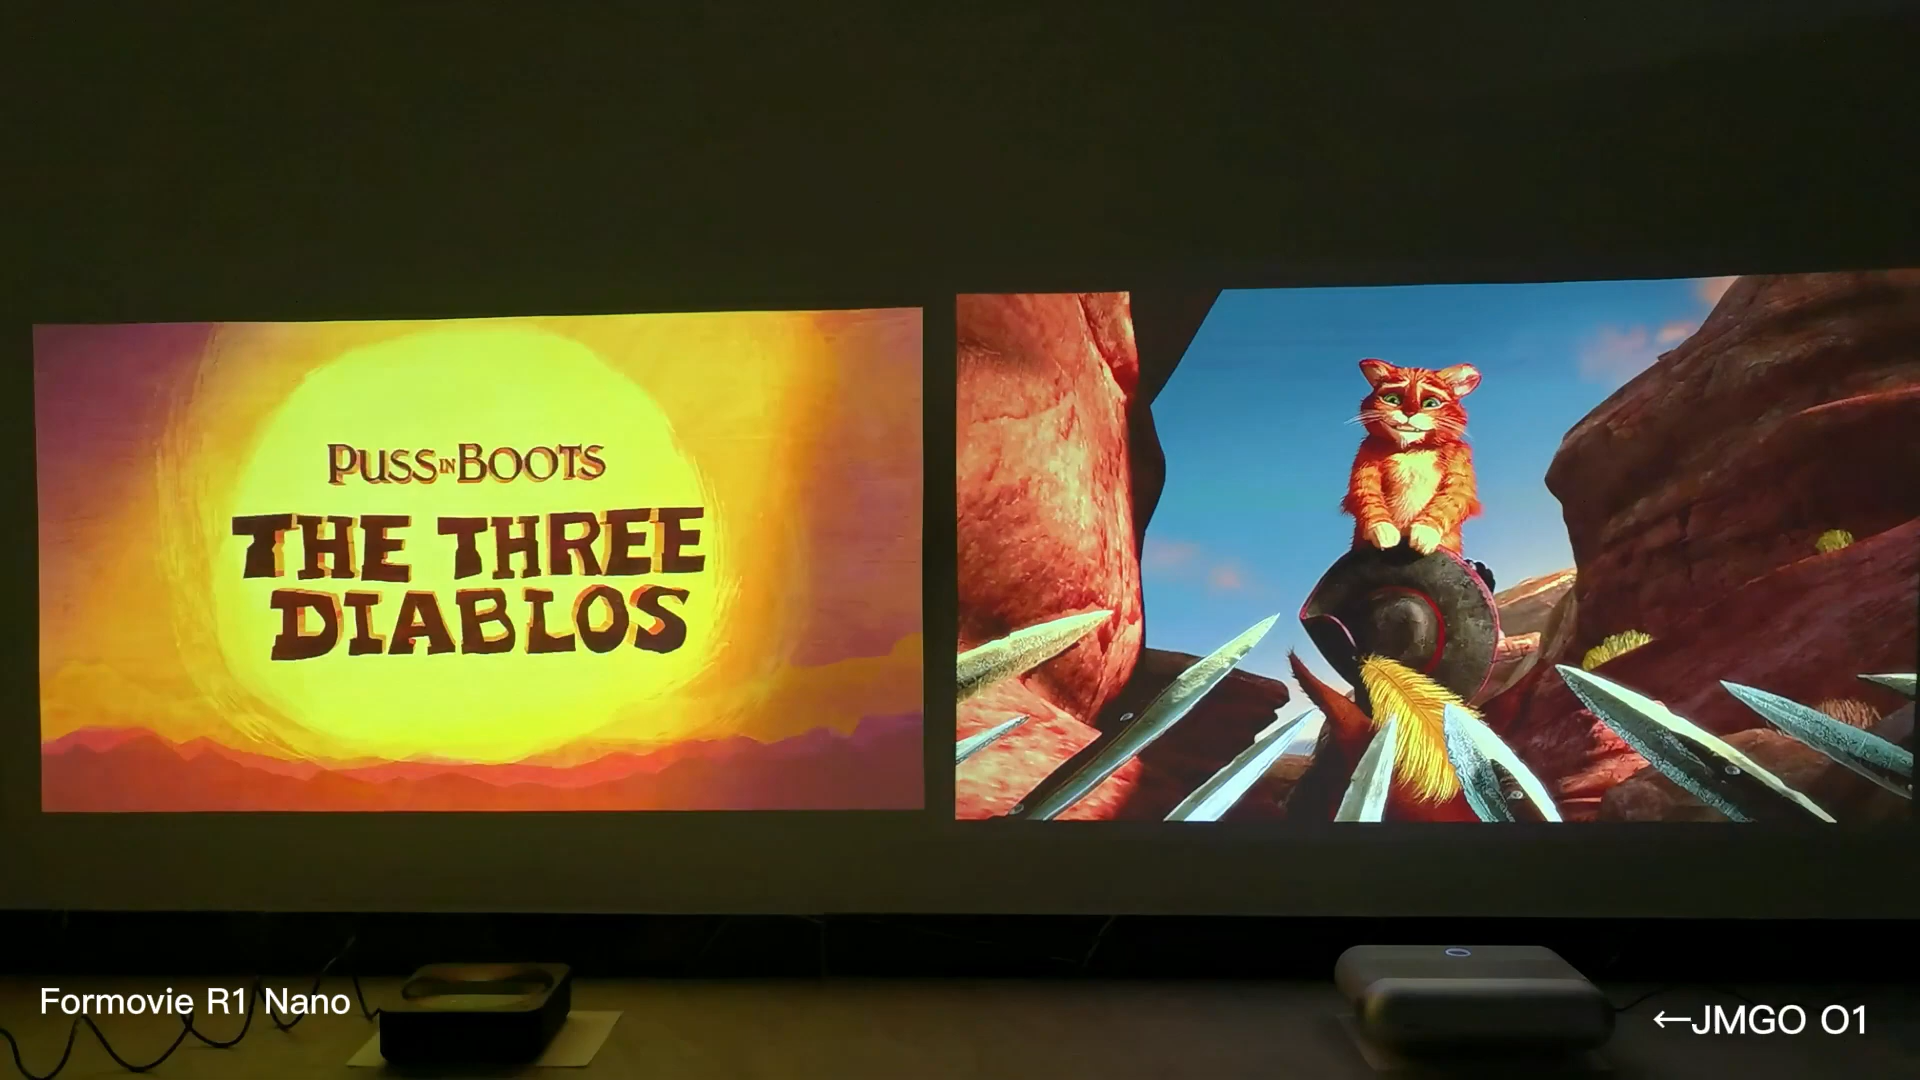 PUSS IN BOOTS
THE THREE
DIABLOS
Formovie R1 Nano
←JMGO O1